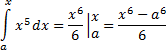 ∫ₐˣ x⁵ dx = x⁶/6 |ₐˣ = (x⁶ − a⁶)/6